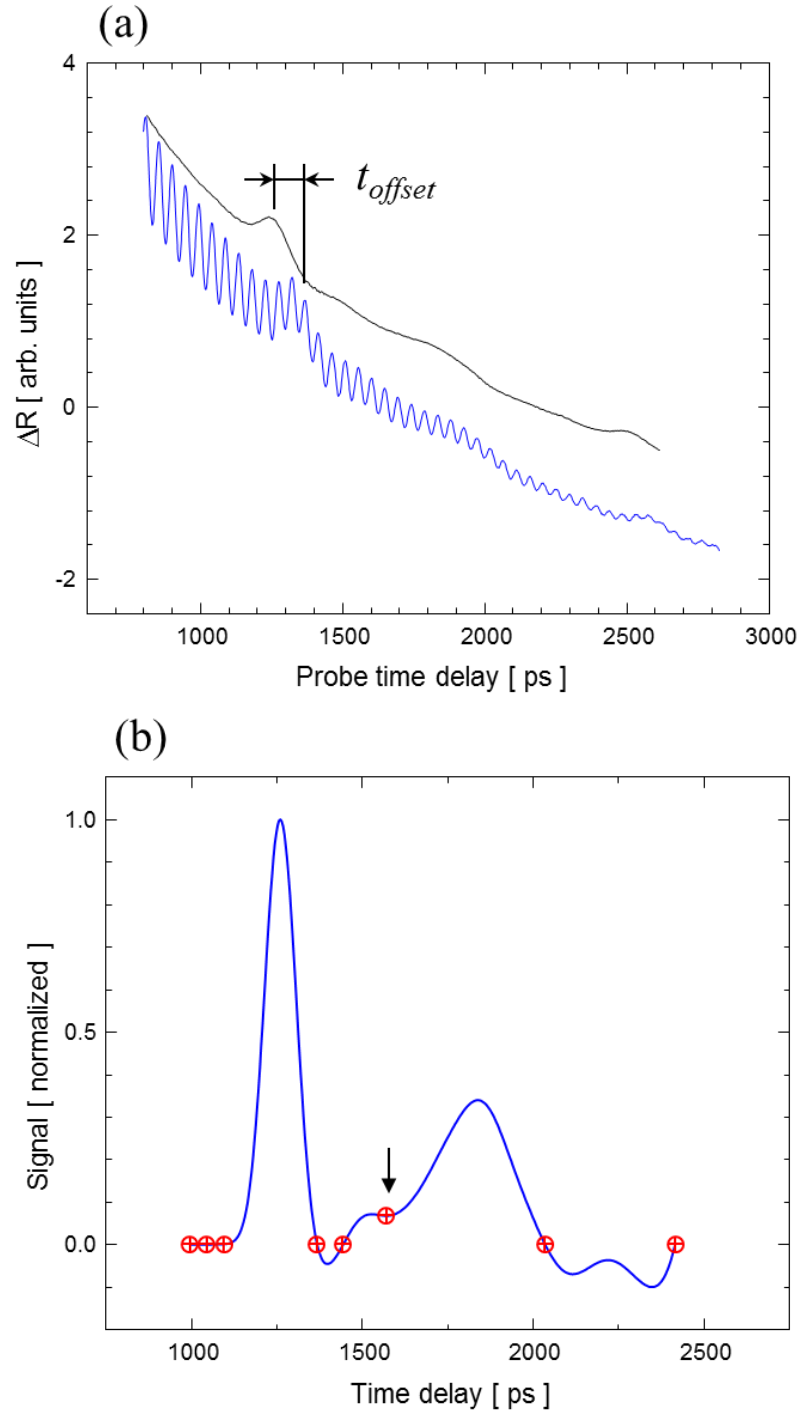 (a)
4
2
0
-2
ΔR [ arb. units ]
t_offset
1000 1500 2000 2500 3000
Probe time delay [ ps ]
(b)
1.0
0.5
0.0
Signal [ normalized ]
1000 1500 2000 2500
Time delay [ ps ]